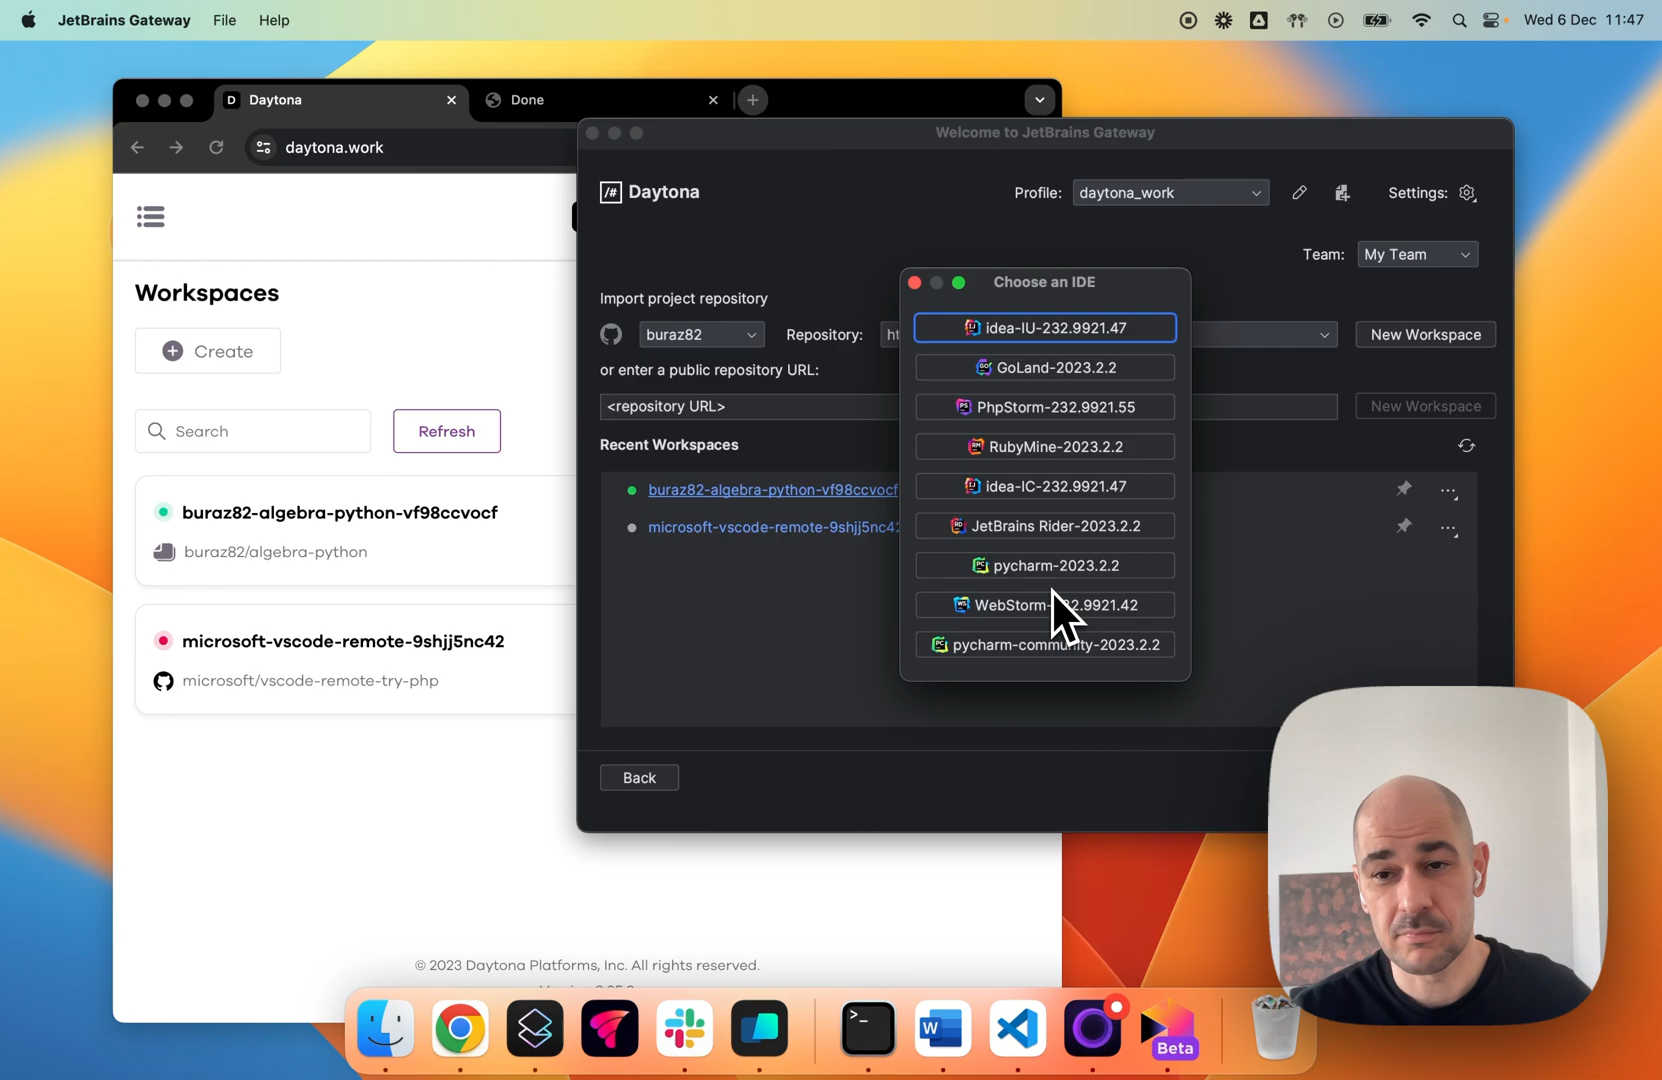 JetBrains Gateway File Help
Wed 6 Dec 11:47
D Daytona
Done
daytona.work
Workspaces
Create
Search
Refresh
buraz82-algebra-python-vf98ccvocf
buraz82/algebra-python
microsoft-vscode-remote-9shjj5nc42
microsoft/vscode-remote-try-php
© 2023 Daytona Platforms, Inc. All rights reserved.
Welcome to JetBrains Gateway
/# Daytona
Profile: daytona_work
Settings:
Team: My Team
Import project repository
buraz82 Repository:
New Workspace
or enter a public repository URL:
<repository URL>
New Workspace
Recent Workspaces
buraz82-algebra-python-vf98ccvocf
microsoft-vscode-remote-9shjj5nc42
Back
Choose an IDE
idea-IU-232.9921.47
GoLand-2023.2.2
PhpStorm-232.9921.55
RubyMine-2023.2.2
idea-IC-232.9921.47
JetBrains Rider-2023.2.2
pycharm-2023.2.2
WebStorm-232.9921.42
pycharm-community-2023.2.2
W
Beta